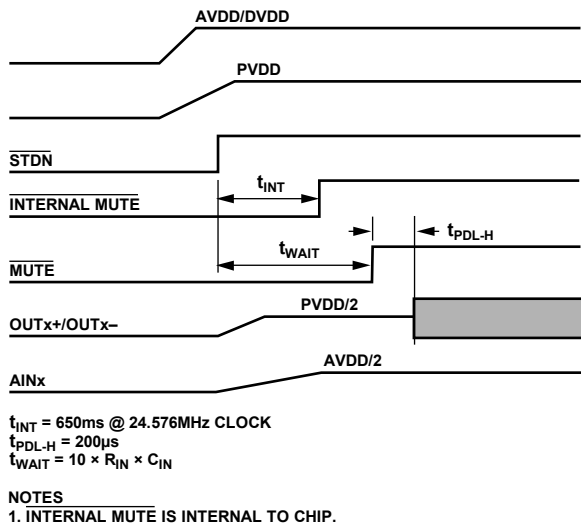 AVDD/DVDD
PVDD
STDN
tINT
INTERNAL MUTE
tPDL-H
tWAIT
MUTE
PVDD/2
OUTx+/OUTx–
AVDD/2
AINx
tINT = 650ms @ 24.576MHz CLOCK
tPDL-H = 200µs
tWAIT = 10 × RIN × CIN
NOTES
1. INTERNAL MUTE IS INTERNAL TO CHIP.